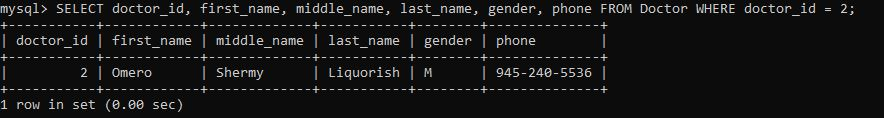 mysql> SELECT doctor_id, first_name, middle_name, last_name, gender, phone FROM Doctor WHERE doctor_id = 2;
+-----------+------------+-------------+-----------+--------+--------------+
| doctor_id | first_name | middle_name | last_name | gender | phone        |
+-----------+------------+-------------+-----------+--------+--------------+
|         2 | Omero      | Shermy      | Liquorish | M      | 945-240-5536 |
+-----------+------------+-------------+-----------+--------+--------------+
1 row in set (0.00 sec)